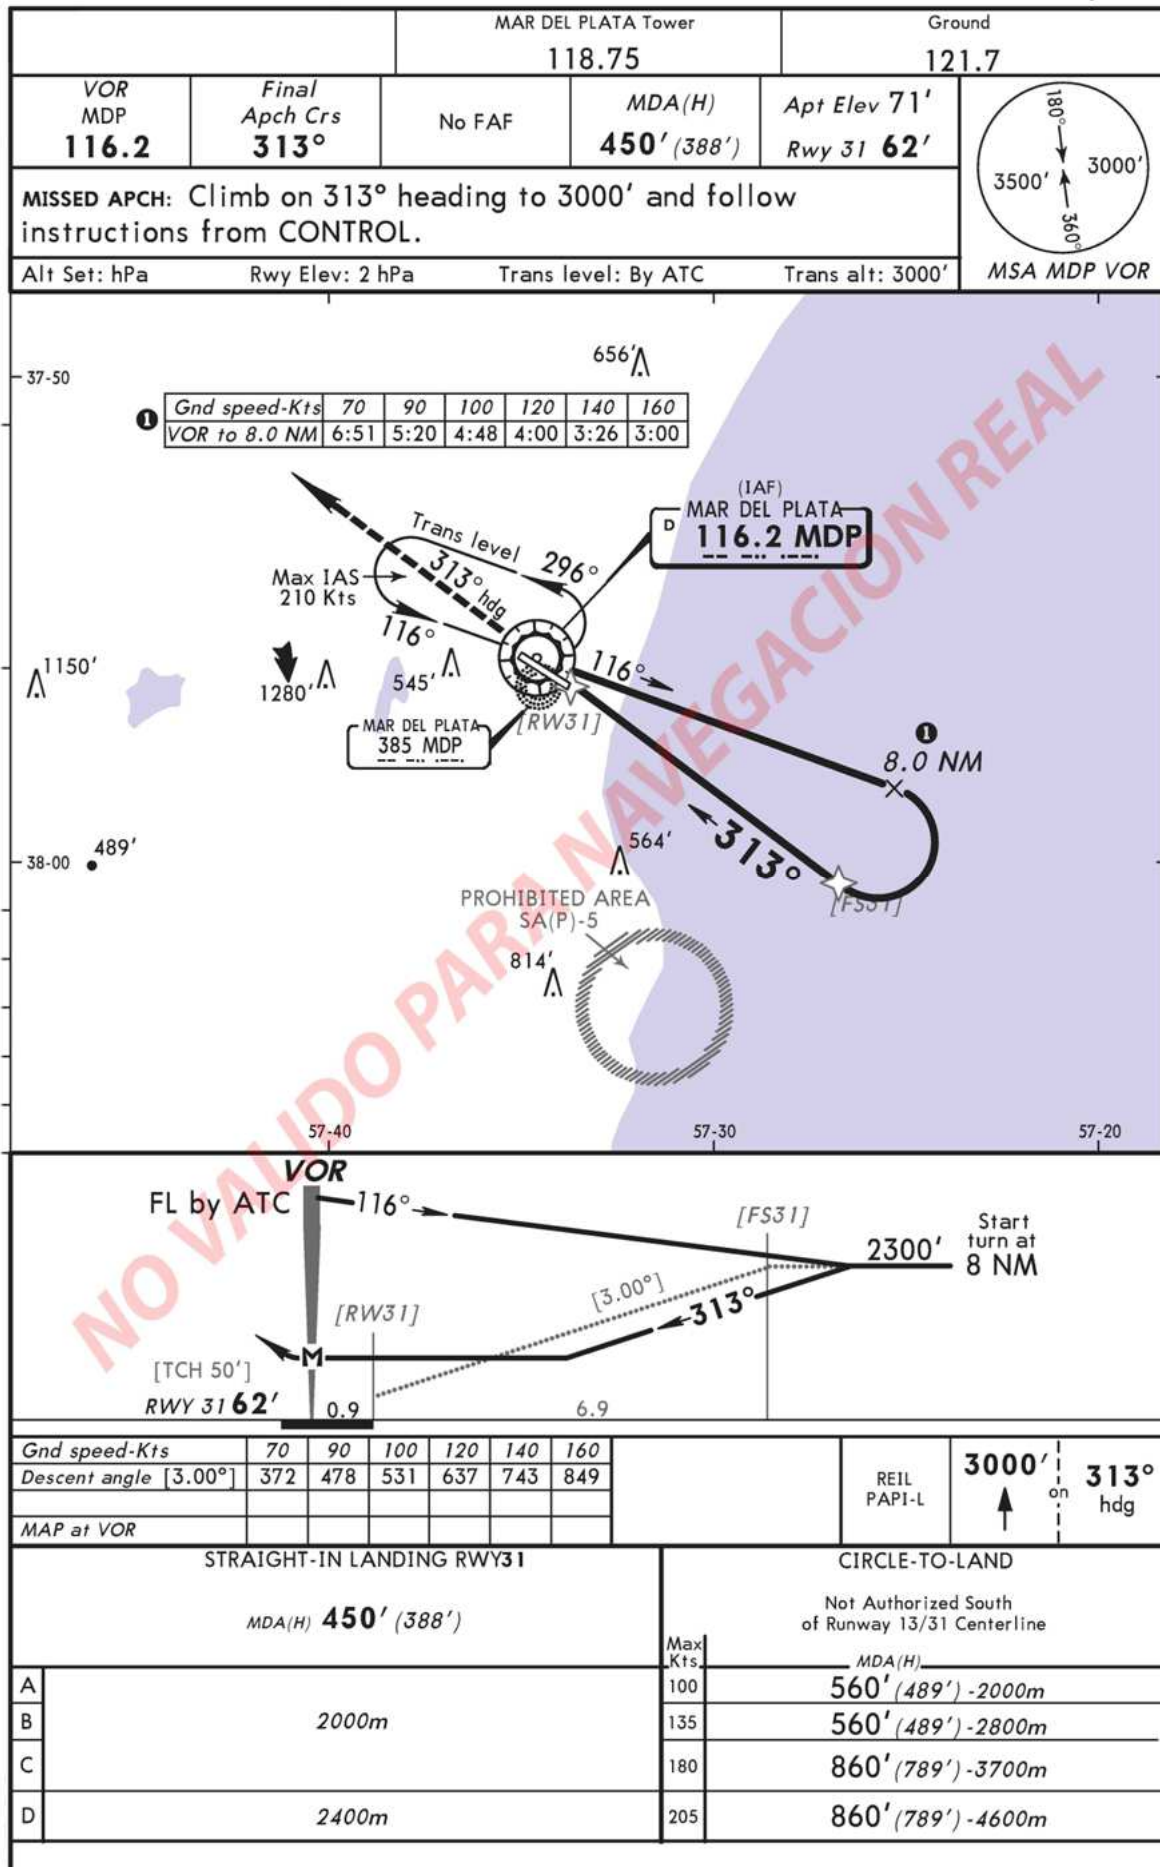 MAR DEL PLATA Tower
118.75
Ground
121.7
VOR
MDP
116.2
Final
Apch Crs
313°
No FAF
MDA(H)
450' (388')
Apt Elev 71'
Rwy 31 62'
180°
3500'
3000'
360°
MSA MDP VOR
MISSED APCH: Climb on 313° heading to 3000' and follow
instructions from CONTROL.
Alt Set: hPa Rwy Elev: 2 hPa Trans level: By ATC Trans alt: 3000'
37-50
656'
1 Gnd speed-Kts 70 90 100 120 140 160
VOR to 8.0 NM 6:51 5:20 4:48 4:00 3:26 3:00
(IAF)
MAR DEL PLATA
D 116.2 MDP
Trans level
296°
313° hdg
Max IAS
210 Kts
116°
116°
1150'
1280'
545'
[RW31]
MAR DEL PLATA
385 MDP
1
8.0 NM
38-00
489'
564'
313°
[FS31]
PROHIBITED AREA
SA(P)-5
814'
57-40
57-30
57-20
NO VALIDO PARA NAVEGACION REAL
VOR
FL by ATC
116°
[FS31]
Start
turn at
8 NM
2300'
[3.00°]
313°
[RW31]
M
[TCH 50']
RWY 31 62'
0.9
6.9
Gnd speed-Kts 70 90 100 120 140 160
Descent angle [3.00°] 372 478 531 637 743 849
MAP at VOR
REIL
PAPI-L
3000'
on
313°
hdg
STRAIGHT-IN LANDING RWY31
MDA(H) 450' (388')
CIRCLE-TO-LAND
Not Authorized South
of Runway 13/31 Centerline
Max
Kts
MDA(H)
A
100 560' (489') -2000m
B 2000m
135 560' (489') -2800m
C
180 860' (789') -3700m
D 2400m
205 860' (789') -4600m